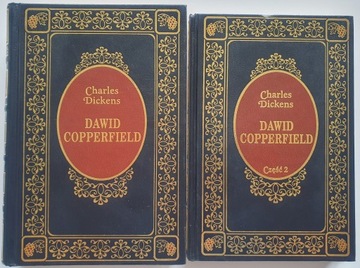 Charles
Dickens
DAWID
COPPERFIELD
Charles
Dickens
DAWID
COPPERFIELD
Część 2